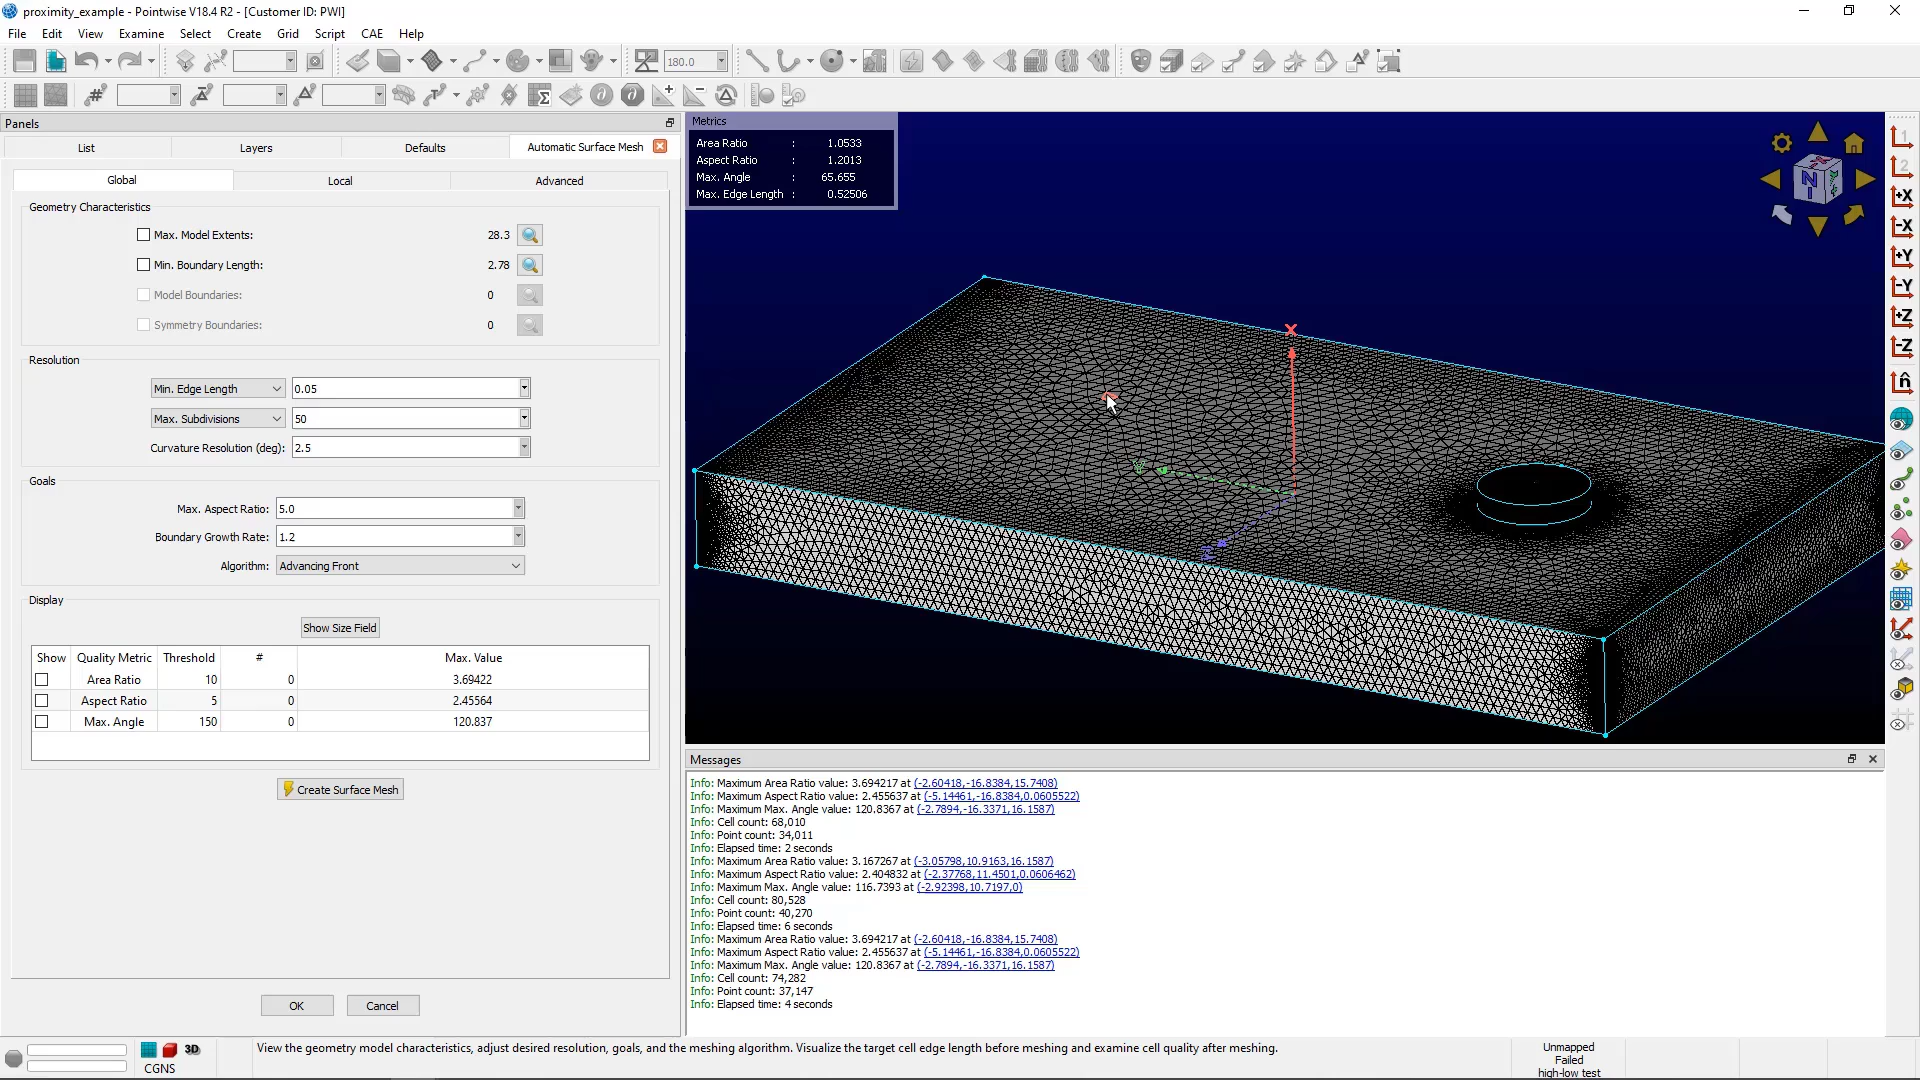 proximity_example - Pointwise V18.4 R2 - [Customer ID: PWI]
File Edit View Examine Select Create Grid Script CAE Help
180.0
Panels
List Layers Defaults Automatic Surface Mesh
Global Local Advanced
Geometry Characteristics
Max. Model Extents: 28.3
Min. Boundary Length: 2.78
Model Boundaries: 0
Symmetry Boundaries: 0
Resolution
Min. Edge Length 0.05
Max. Subdivisions 50
Curvature Resolution (deg): 2.5
Goals
Max. Aspect Ratio: 5.0
Boundary Growth Rate: 1.2
Algorithm: Advancing Front
Display
Show Size Field
Show Quality Metric Threshold # Max. Value
Area Ratio 10 0 3.69422
Aspect Ratio 5 0 2.45564
Max. Angle 150 0 120.837
Create Surface Mesh
OK Cancel
Metrics
Area Ratio : 1.0533
Aspect Ratio : 1.2013
Max. Angle : 65.655
Max. Edge Length : 0.52506
N
X
Y
Z
1
2
+X
-X
+Y
-Y
+Z
-Z
n̂
Messages
Info: Maximum Area Ratio value: 3.694217 at (-2.60418,-16.8384,15.7408)
Info: Maximum Aspect Ratio value: 2.455637 at (-5.14461,-16.8384,0.0605522)
Info: Maximum Max. Angle value: 120.8367 at (-2.7894,-16.3371,16.1587)
Info: Cell count: 68,010
Info: Point count: 34,011
Info: Elapsed time: 2 seconds
Info: Maximum Area Ratio value: 3.167267 at (-3.05798,10.9163,16.1587)
Info: Maximum Aspect Ratio value: 2.404832 at (-2.37768,11.4501,0.0606462)
Info: Maximum Max. Angle value: 116.7393 at (-2.92398,10.7197,0)
Info: Cell count: 80,528
Info: Point count: 40,270
Info: Elapsed time: 6 seconds
Info: Maximum Area Ratio value: 3.694217 at (-2.60418,-16.8384,15.7408)
Info: Maximum Aspect Ratio value: 2.455637 at (-5.14461,-16.8384,0.0605522)
Info: Maximum Max. Angle value: 120.8367 at (-2.7894,-16.3371,16.1587)
Info: Cell count: 74,282
Info: Point count: 37,147
Info: Elapsed time: 4 seconds
3D
CGNS
View the geometry model characteristics, adjust desired resolution, goals, and the meshing algorithm. Visualize the target cell edge length before meshing and examine cell quality after meshing.
Unmapped
Failed
high-low test